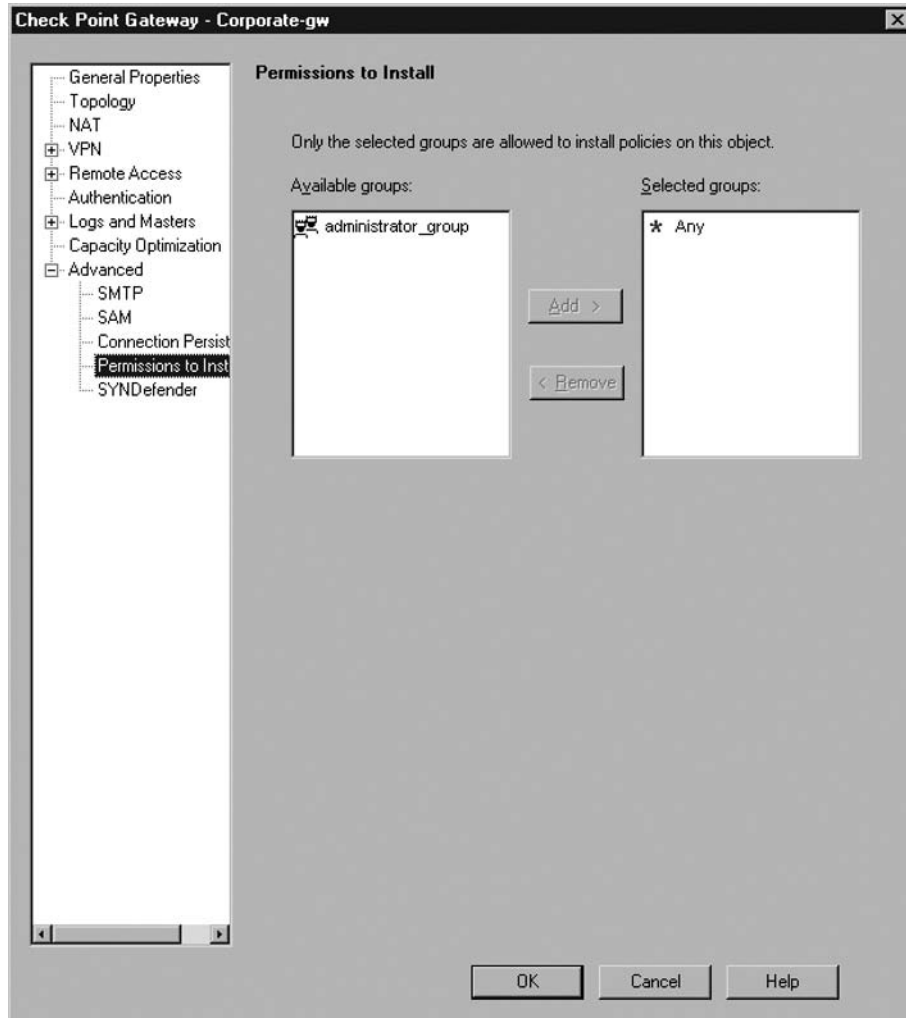 Check Point Gateway - Corporate-gw
General Properties
Topology
NAT
VPN
Remote Access
Authentication
Logs and Masters
Capacity Optimization
Advanced
SMTP
SAM
Connection Persist
Permissions to Inst
SYNDefender
Permissions to Install
Only the selected groups are allowed to install policies on this object.
Available groups:
administrator_group
Add >
< Remove
Selected groups:
* Any
OK
Cancel
Help